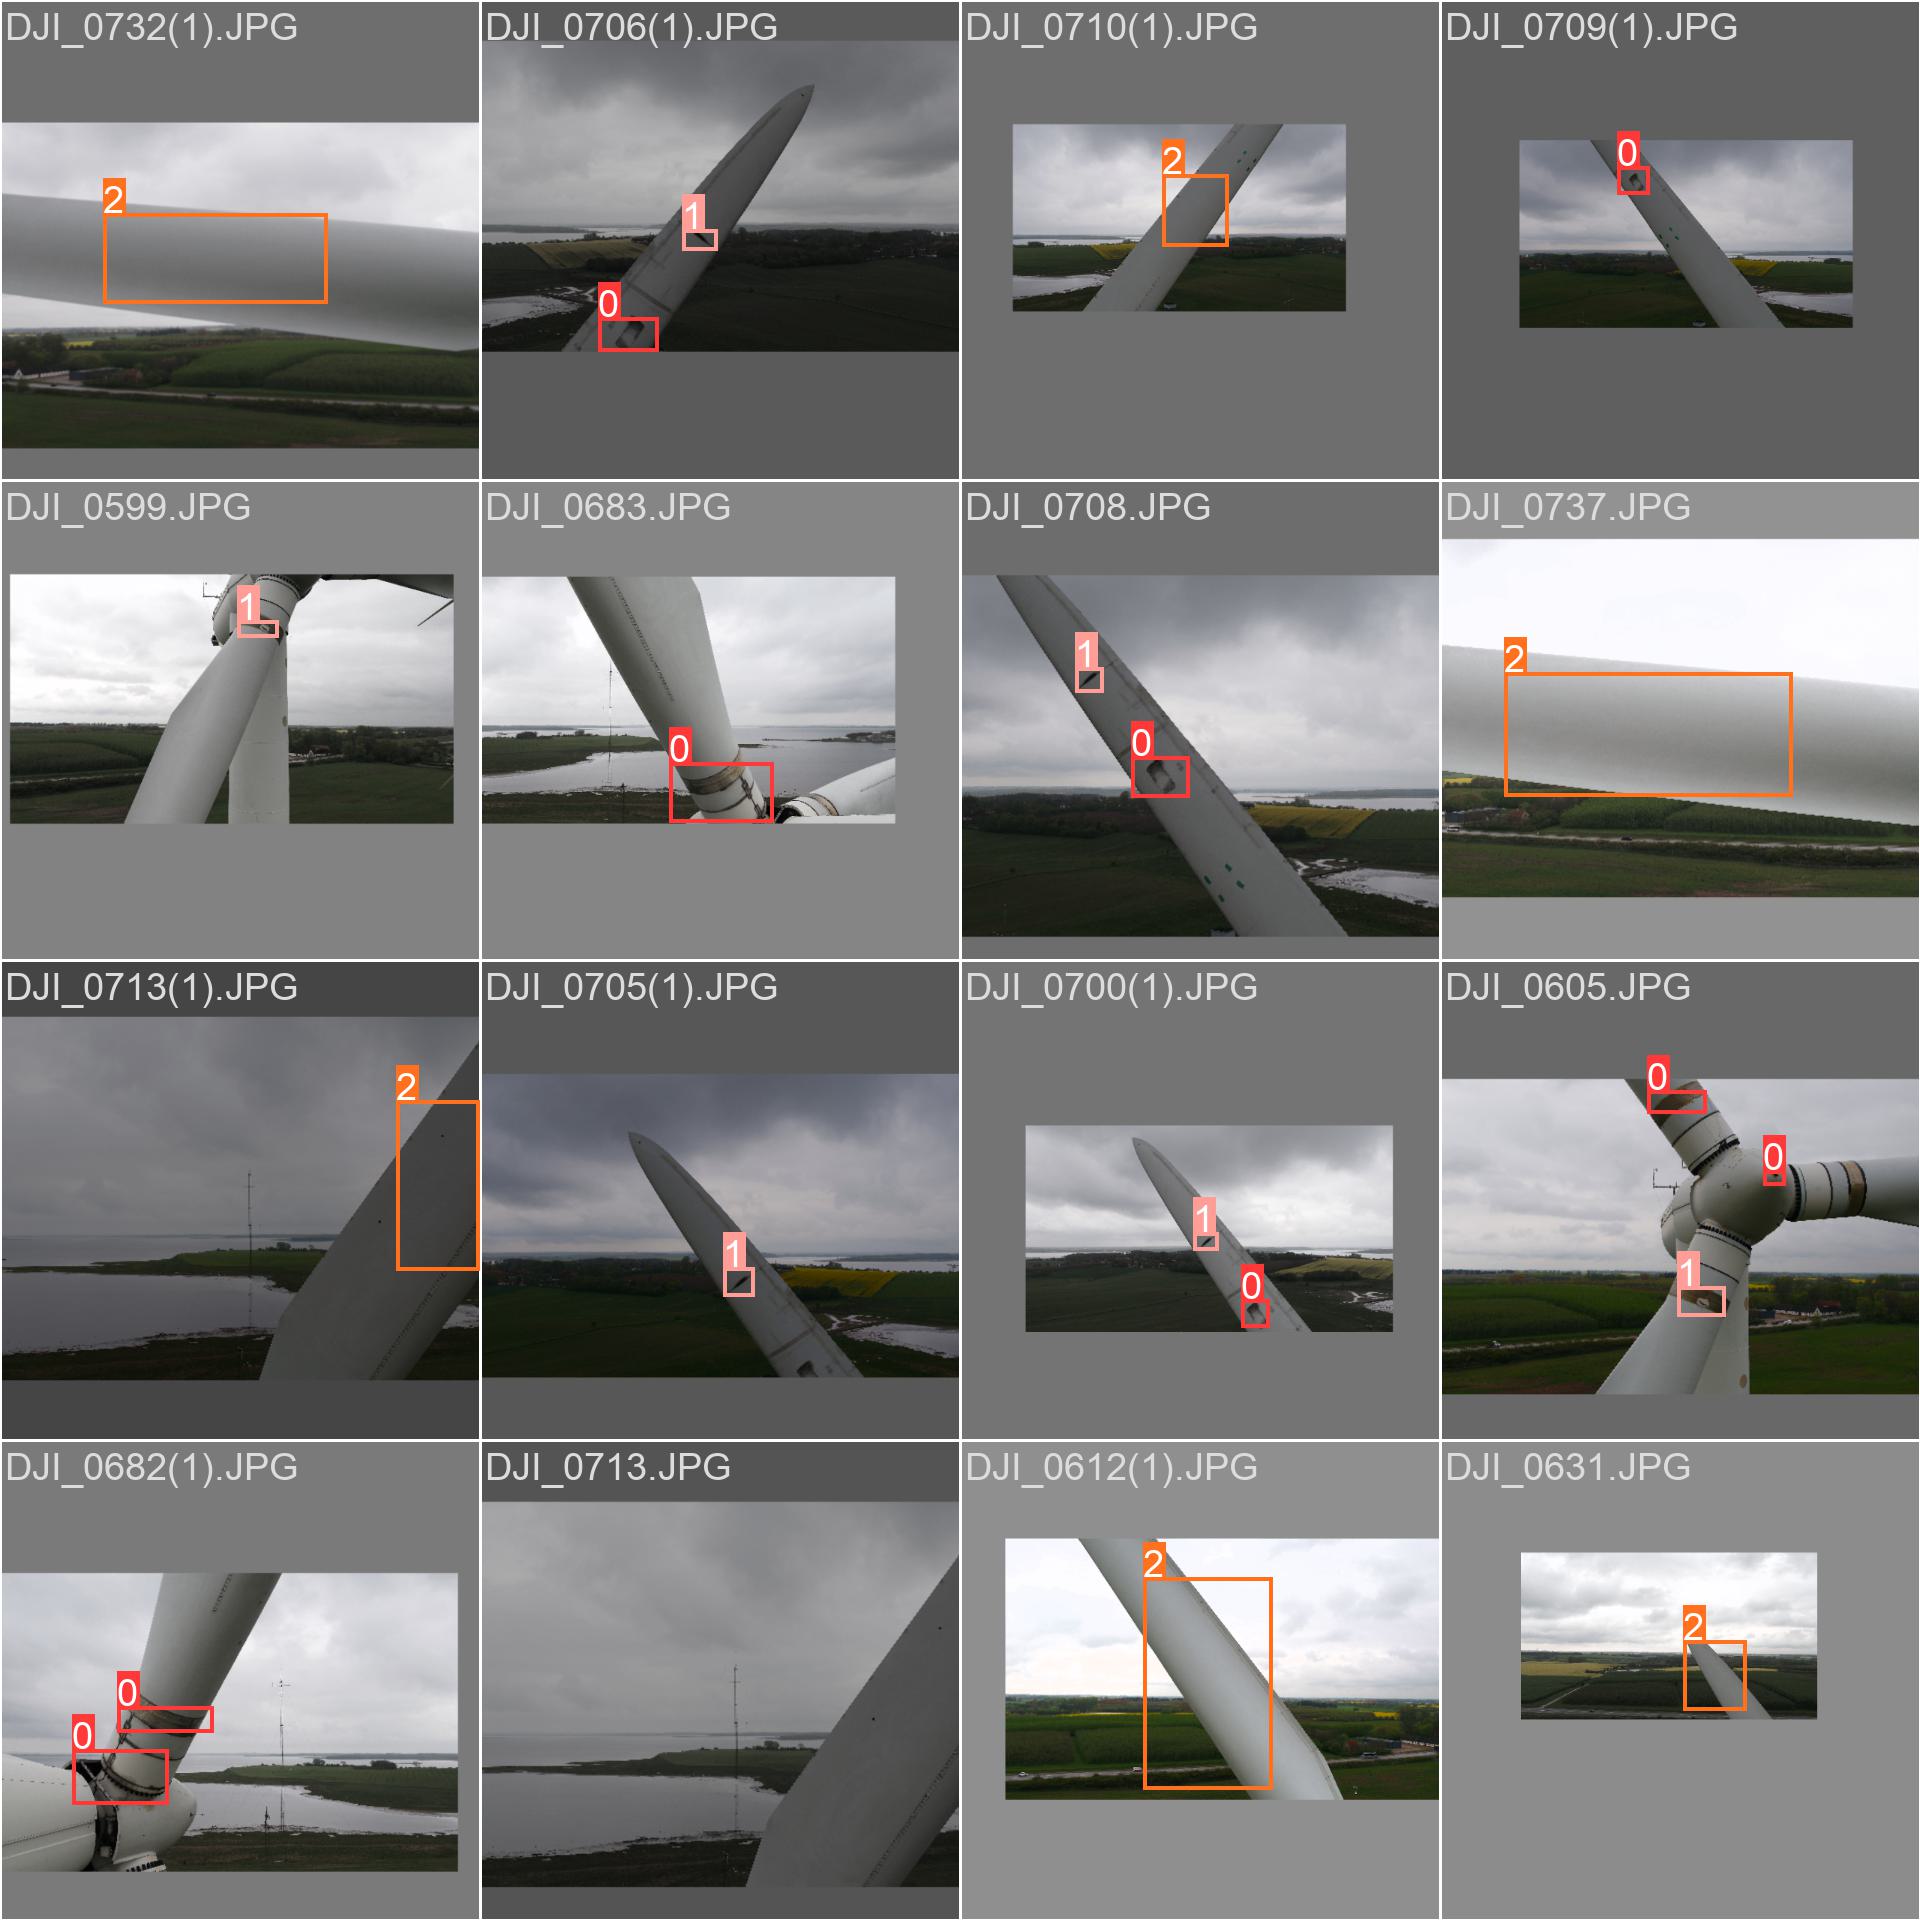 DJI_0732(1).JPG
DJI_0706(1).JPG
DJI_0710(1).JPG
DJI_0709(1).JPG
2
1
0
2
0
DJI_0599.JPG
DJI_0683.JPG
DJI_0708.JPG
DJI_0737.JPG
1
0
1
0
2
DJI_0713(1).JPG
DJI_0705(1).JPG
DJI_0700(1).JPG
DJI_0605.JPG
2
1
1
0
0
0
1
DJI_0682(1).JPG
DJI_0713.JPG
DJI_0612(1).JPG
DJI_0631.JPG
0
0
2
2